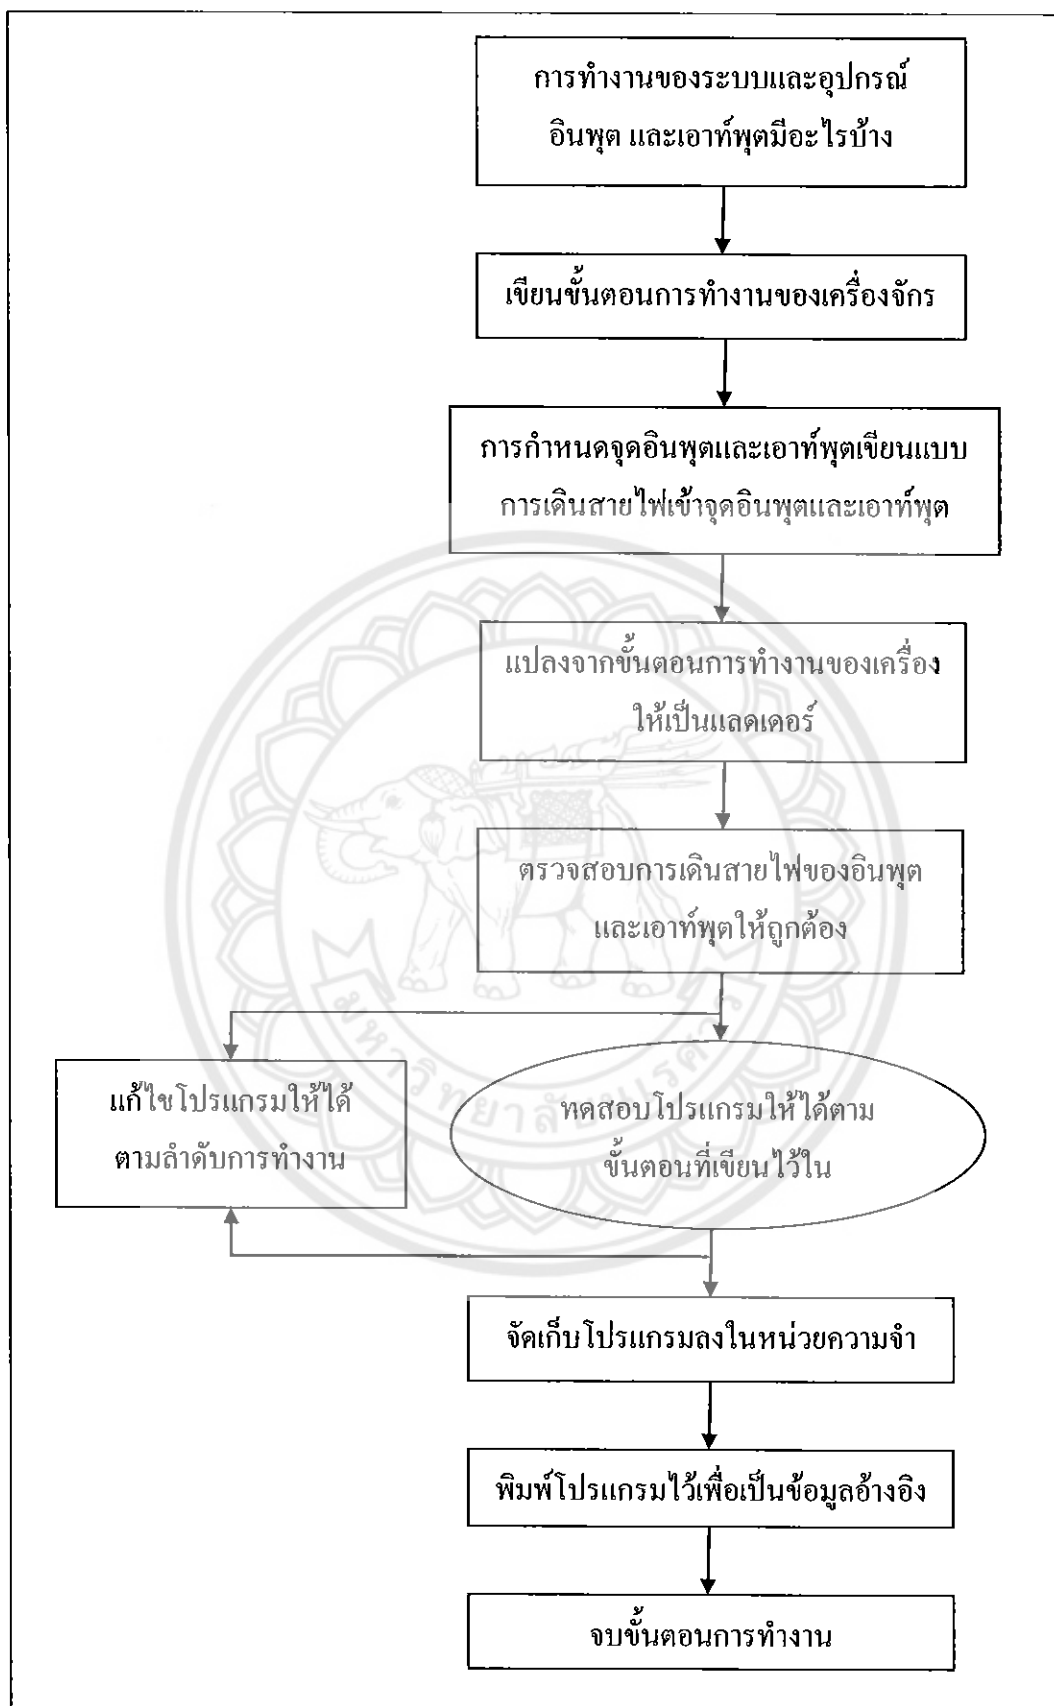 การทำงานของระบบและอุปกรณ์
อินพุต และเอาท์พุตมีอะไรบ้าง
เขียนขั้นตอนการทำงานของเครื่องจักร
การกำหนดจุดอินพุตและเอาท์พุตเขียนแบบ
การเดินสายไฟเข้าจุดอินพุตและเอาท์พุต
แปลงจากขั้นตอนการทำงานของเครื่อง
ให้เป็นแลดเดอร์
ตรวจสอบการเดินสายไฟของอินพุต
และเอาท์พุตให้ถูกต้อง
แก้ไขโปรแกรมให้ได้
ตามลำดับการทำงาน
ทดสอบโปรแกรมให้ได้ตาม
ขั้นตอนที่เขียนไว้ใน
มหาวิทยาลัยนเรศวร
จัดเก็บโปรแกรมลงในหน่วยความจำ
พิมพ์โปรแกรมไว้เพื่อเป็นข้อมูลอ้างอิง
จบขั้นตอนการทำงาน